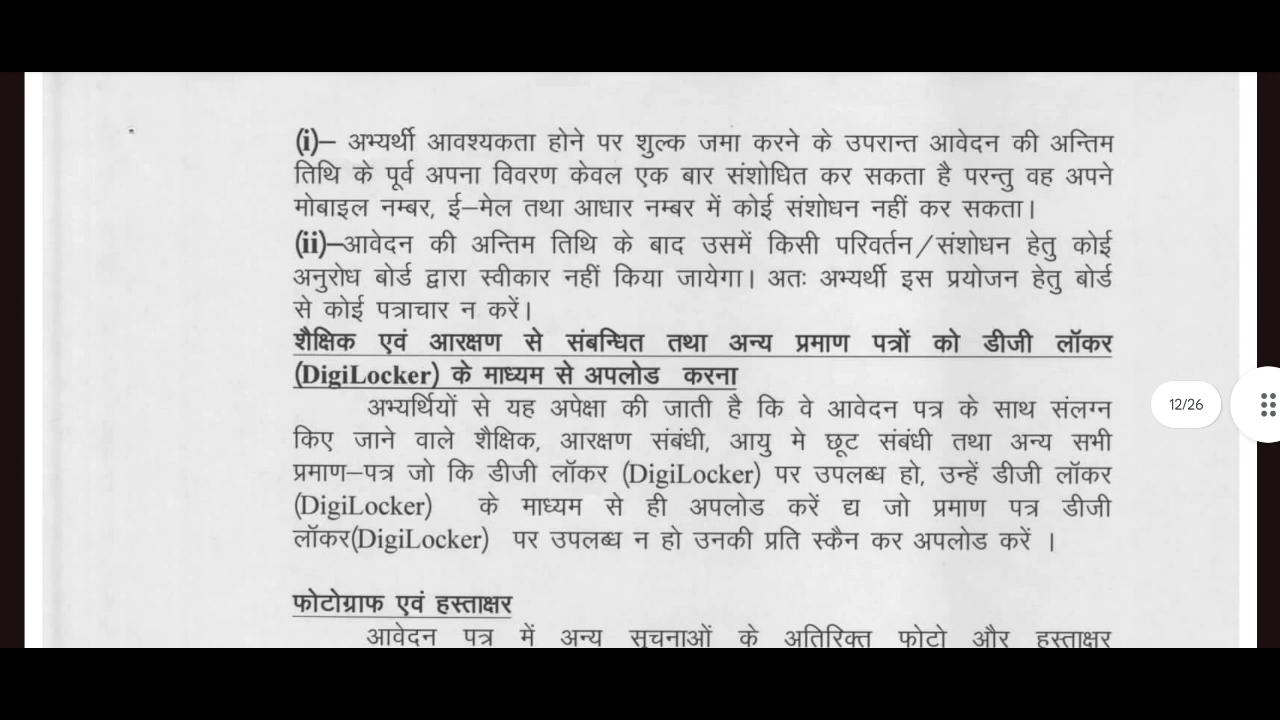 (i)– अभ्यर्थी आवश्यकता होने पर शुल्क जमा करने के उपरान्त आवेदन की अन्तिम
तिथि के पूर्व अपना विवरण केवल एक बार संशोधित कर सकता है परन्तु वह अपने
मोबाइल नम्बर, ई–मेल तथा आधार नम्बर में कोई संशोधन नहीं कर सकता।
(ii)–आवेदन की अन्तिम तिथि के बाद उसमें किसी परिवर्तन/संशोधन हेतु कोई
अनुरोध बोर्ड द्वारा स्वीकार नहीं किया जायेगा। अतः अभ्यर्थी इस प्रयोजन हेतु बोर्ड
से कोई पत्राचार न करें।
शैक्षिक एवं आरक्षण से संबन्धित तथा अन्य प्रमाण पत्रों को डीजी लॉकर
(DigiLocker) के माध्यम से अपलोड करना
अभ्यर्थियों से यह अपेक्षा की जाती है कि वे आवेदन पत्र के साथ संलग्न
किए जाने वाले शैक्षिक, आरक्षण संबंधी, आयु मे छूट संबंधी तथा अन्य सभी
प्रमाण–पत्र जो कि डीजी लॉकर (DigiLocker) पर उपलब्ध हो, उन्हें डीजी लॉकर
(DigiLocker) के माध्यम से ही अपलोड करें द्य जो प्रमाण पत्र डीजी
लॉकर(DigiLocker) पर उपलब्ध न हो उनकी प्रति स्कैन कर अपलोड करें ।
12/26
फोटोग्राफ एवं हस्ताक्षर
आवेदन पत्र में अन्य सूचनाओं के अतिरिक्त फोटो और हस्ताक्षर